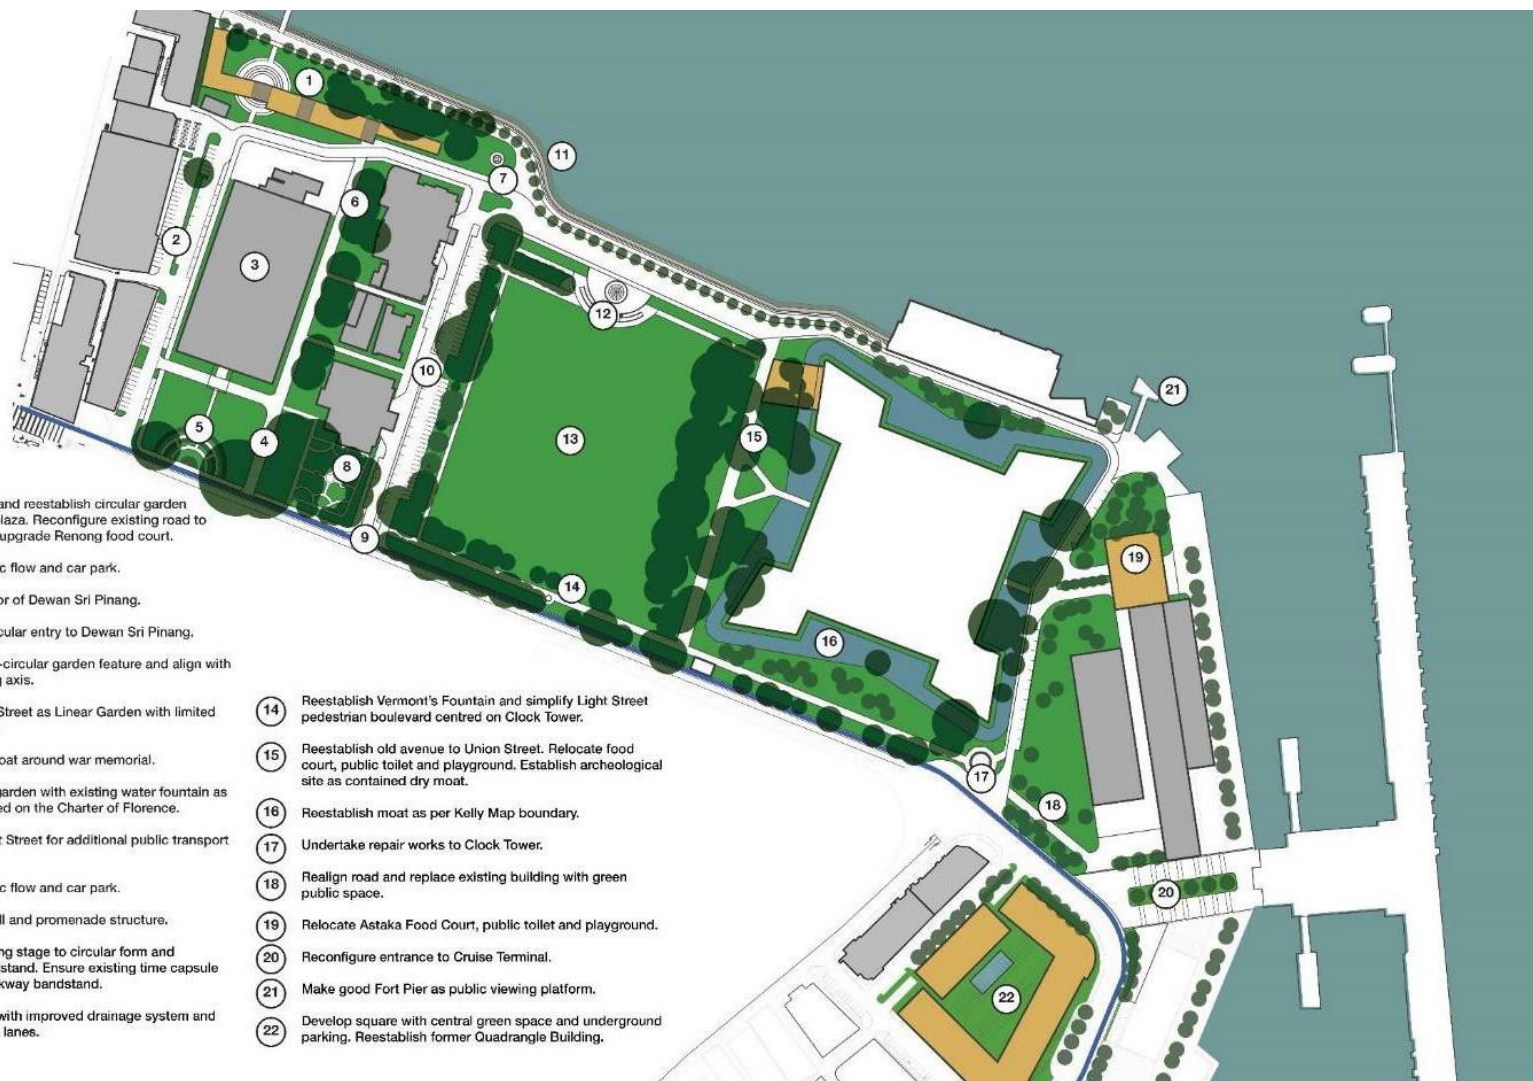 1
11
7
6
2
3
12
10
21
5
4
8
13
15
19
9
14
16
17
18
20
22
and reestablish circular garden
plaza. Reconfigure existing road to
upgrade Renong food court.
c flow and car park.
or of Dewan Sri Pinang.
cular entry to Dewan Sri Pinang.
-circular garden feature and align with
g axis.
Street as Linear Garden with limited
oat around war memorial.
garden with existing water fountain as
ed on the Charter of Florence.
t Street for additional public transport
c flow and car park.
ll and promenade structure.
ng stage to circular form and
stand. Ensure existing time capsule
kway bandstand.
with improved drainage system and
lanes.
14 Reestablish Vermont's Fountain and simplify Light Street
pedestrian boulevard centred on Clock Tower.
15 Reestablish old avenue to Union Street. Relocate food
court, public toilet and playground. Establish archeological
site as contained dry moat.
16 Reestablish moat as per Kelly Map boundary.
17 Undertake repair works to Clock Tower.
18 Realign road and replace existing building with green
public space.
19 Relocate Astaka Food Court, public toilet and playground.
20 Reconfigure entrance to Cruise Terminal.
21 Make good Fort Pier as public viewing platform.
22 Develop square with central green space and underground
parking. Reestablish former Quadrangle Building.